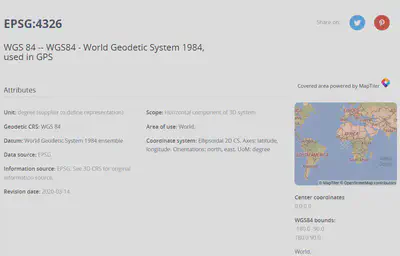 EPSG:4326
Share on:
WGS 84 -- WGS84 - World Geodetic System 1984,
used in GPS
Attributes
Covered area powered by MapTiler
Unit: degree (supplier to define representation)
Geodetic CRS: WGS 84
Datum: World Geodetic System 1984 ensemble
Data source: EPSG
Information source: EPSG. See 3D CRS for original
information source.
Revision date: 2020-03-14
Scope: Horizontal component of 3D system.
Area of use: World.
Coordinate system: Ellipsoidal 2D CS. Axes: latitude,
longitude. Orientations: north, east. UoM: degree
SOUTH AMERICA
AFRICA
© MapTiler © OpenStreetMap contributors
Center coordinates
0.0 0.0
WGS84 bounds:
-180.0 -90.0
180.0 90.0
World.